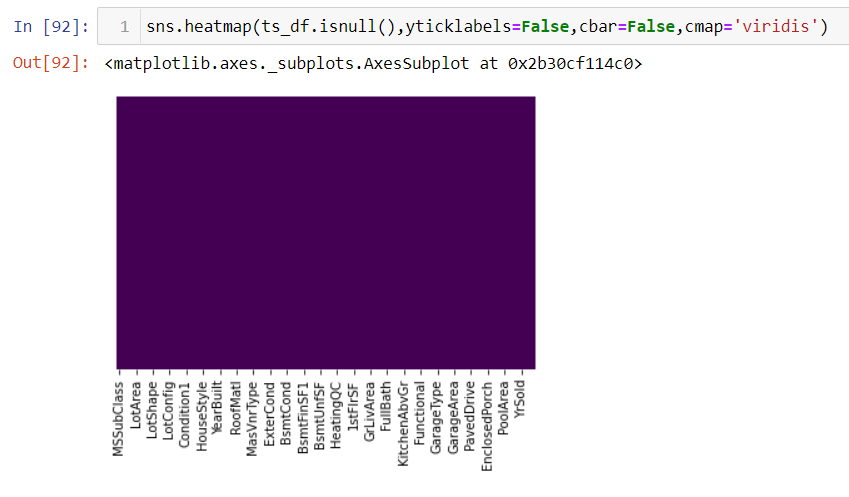 In [92]: 1 sns.heatmap(ts_df.isnull(),yticklabels=False,cbar=False,cmap='viridis')
Out[92]: <matplotlib.axes._subplots.AxesSubplot at 0x2b30cf114c0>
MSSubClass
LotArea
LotShape
LotConfig
Condition1
HouseStyle
YearBuilt
RoofMatl
MasVnrType
ExterCond
BsmtCond
BsmtFinSF1
BsmtUnfSF
HeatingQC
1stFlrSF
GrLivArea
FullBath
KitchenAbvGr
Functional
GarageType
GarageArea
PavedDrive
EnclosedPorch
PoolArea
YrSold